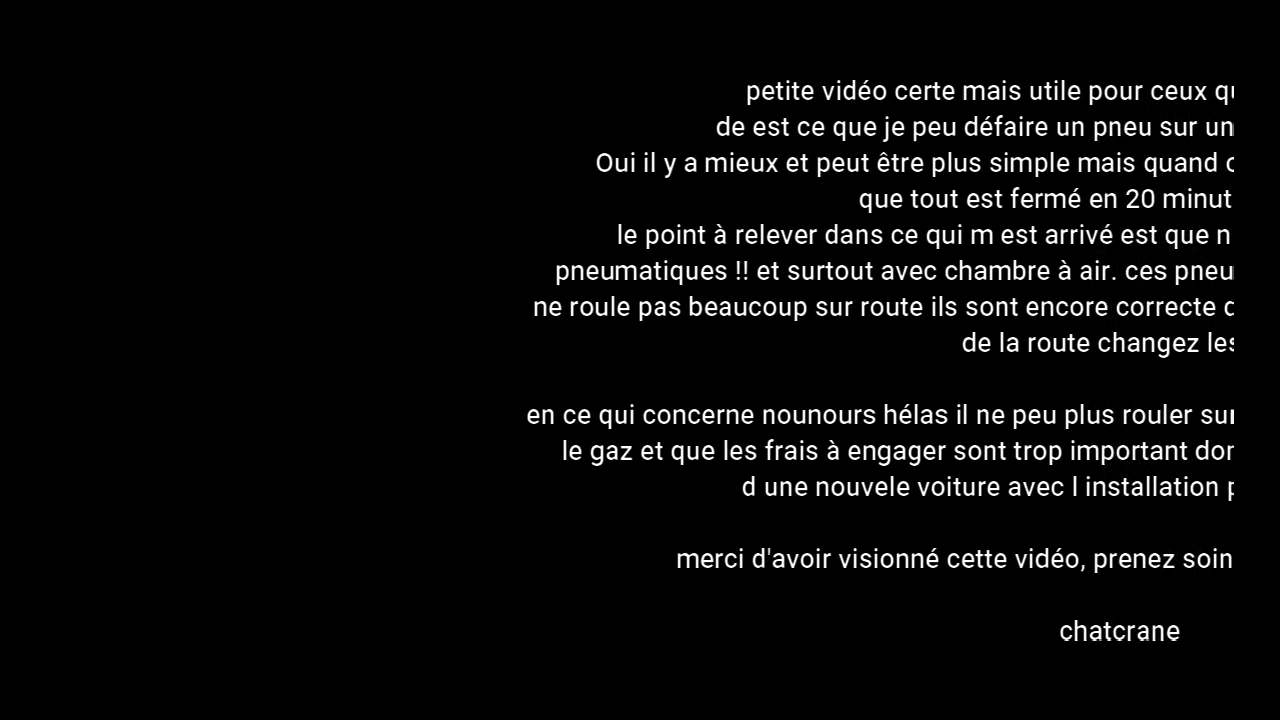 petite vidéo certe mais utile pour ceux
de est ce que je peu défaire un pneu sur un
Oui il y a mieux et peut être plus simple mais quand
que tout est fermé en 20 minut
le point à relever dans ce qui m est arrivé est que n
pneumatiques !! et surtout avec chambre à air. ces pneu
ne roule pas beaucoup sur route ils sont encore correcte
de la route changez les
en ce qui concerne nounours hélas il ne peu plus rouler sur
le gaz et que les frais à engager sont trop important
d une nouvele voiture avec l installation
merci d'avoir visionné cette vidéo, prenez soin
chatcrane